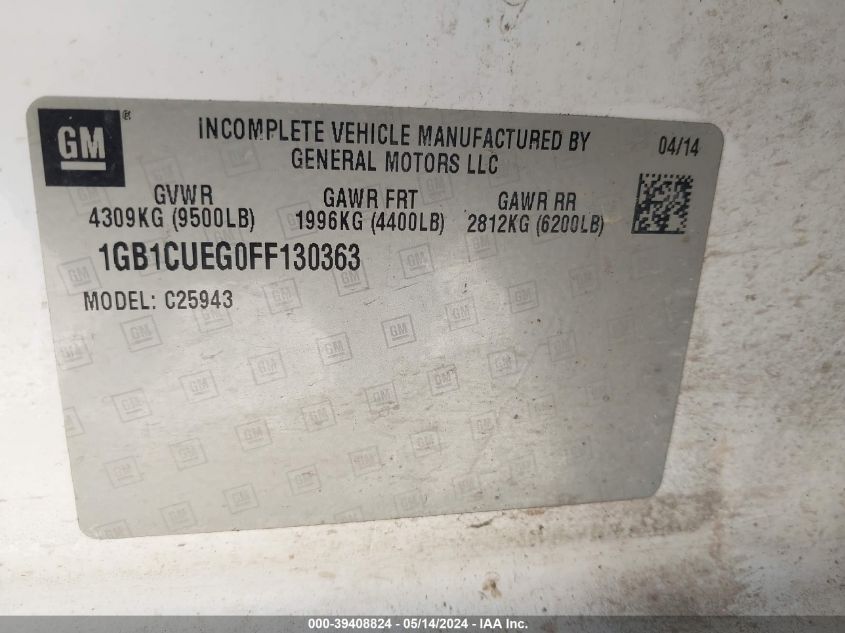 GM ®
INCOMPLETE VEHICLE MANUFACTURED BY
GENERAL MOTORS LLC
04/14
GVWR GAWR FRT GAWR RR
4309KG (9500LB) 1996KG (4400LB) 2812KG (6200LB)
1GB1CUEG0FF130363
MODEL: C25943
000-39408824 - 05/14/2024 - IAA Inc.